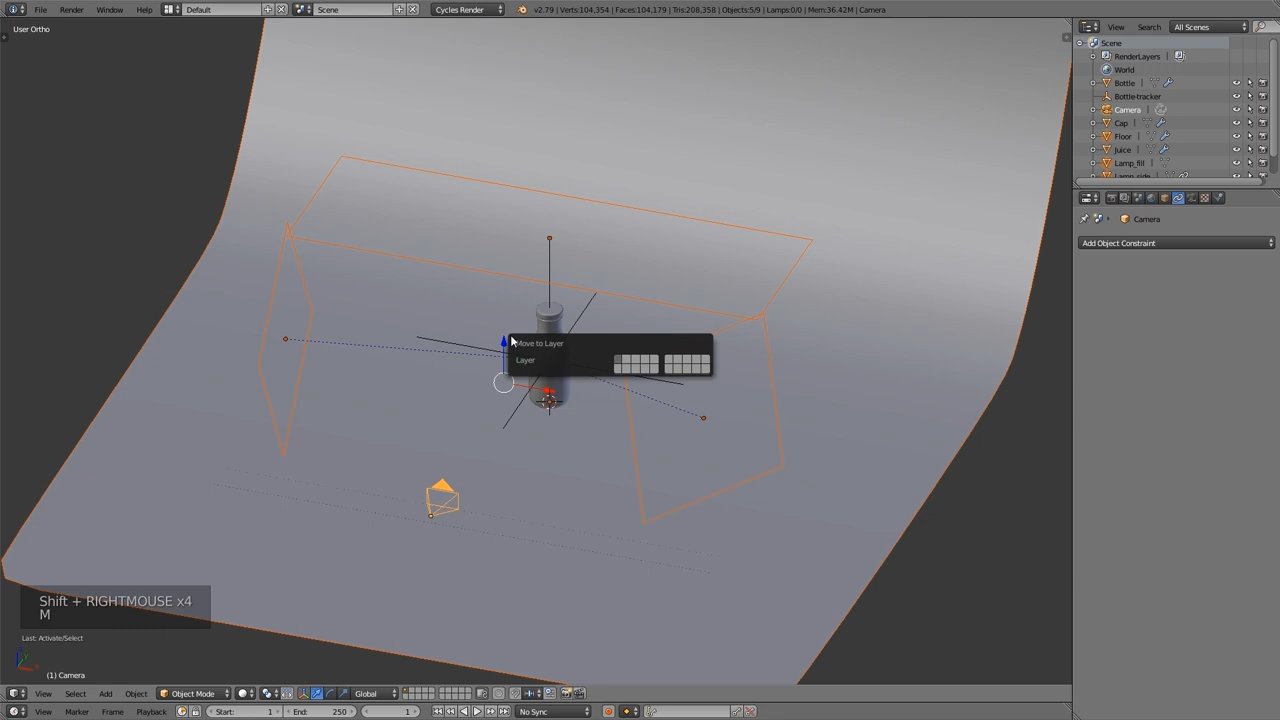 File Render Window Help Default Scene Cycles Render v2.79 | Verts:104,354 | Faces:104,179 | Tris:208,358 | Objects:5/9 | Lamps:0/0 | Mem:36.42M | Camera
View Search All Scenes
User Ortho
Scene
RenderLayers
World
Bottle
Bottle-tracker
Camera
Cap
Floor
Juice
Lamp_fill
Lamp_side
Camera
Add Object Constraint
Move to Layer
Layer
Shift + RIGHTMOUSE x4
M
Last: Activate/Select
(1) Camera
View Select Add Object Object Mode Global
View Marker Frame Playback Start: 1 End: 250 1 No Sync